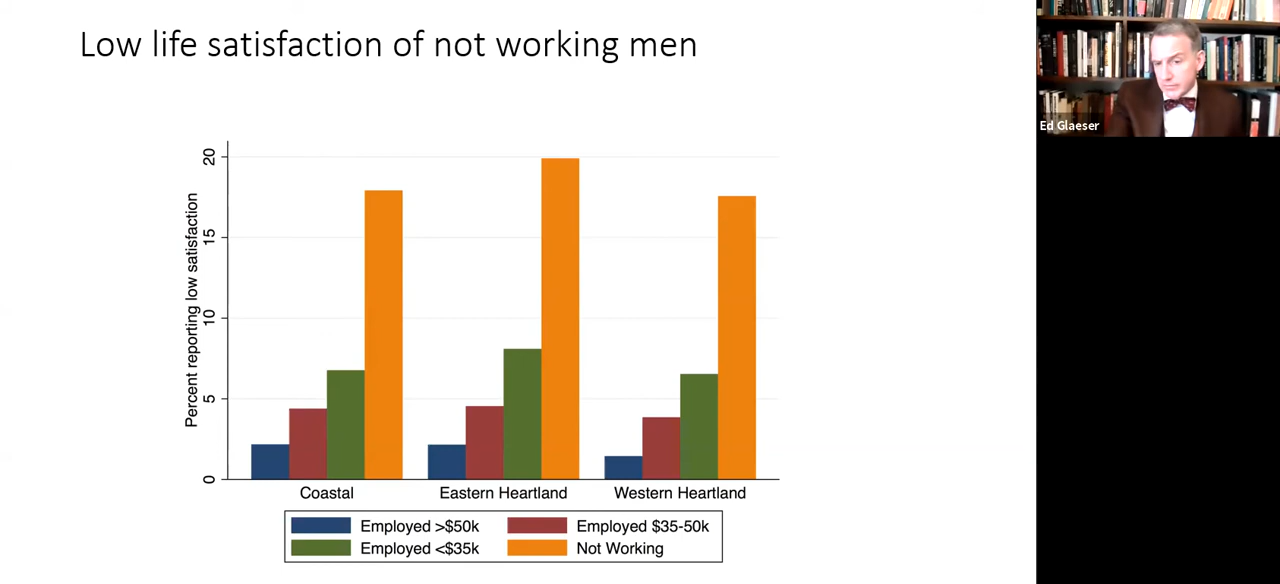 Low life satisfaction of not working men
Ed Glaeser
Percent reporting low satisfaction
20
15
10
5
0
Coastal
Eastern Heartland
Western Heartland
Employed >$50k
Employed $35-50k
Employed <$35k
Not Working